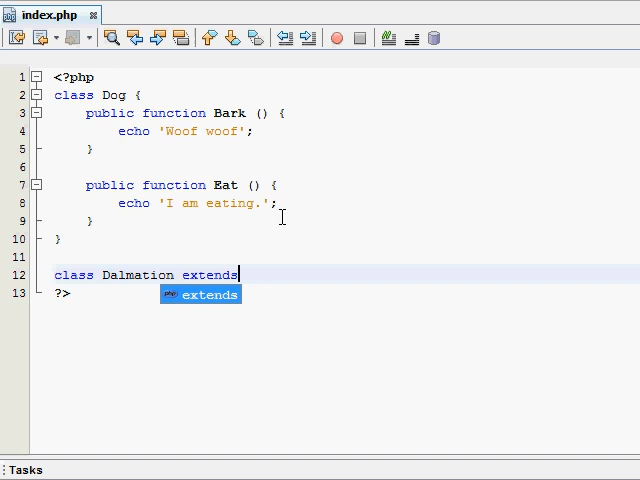 index.php
1 <?php
2 class Dog {
3 public function Bark () {
4 echo 'Woof woof';
5 }
6
7 public function Eat () {
8 echo 'I am eating.';
9 }
10 }
11
12 class Dalmation extends
13 ?>
php extends
Tasks